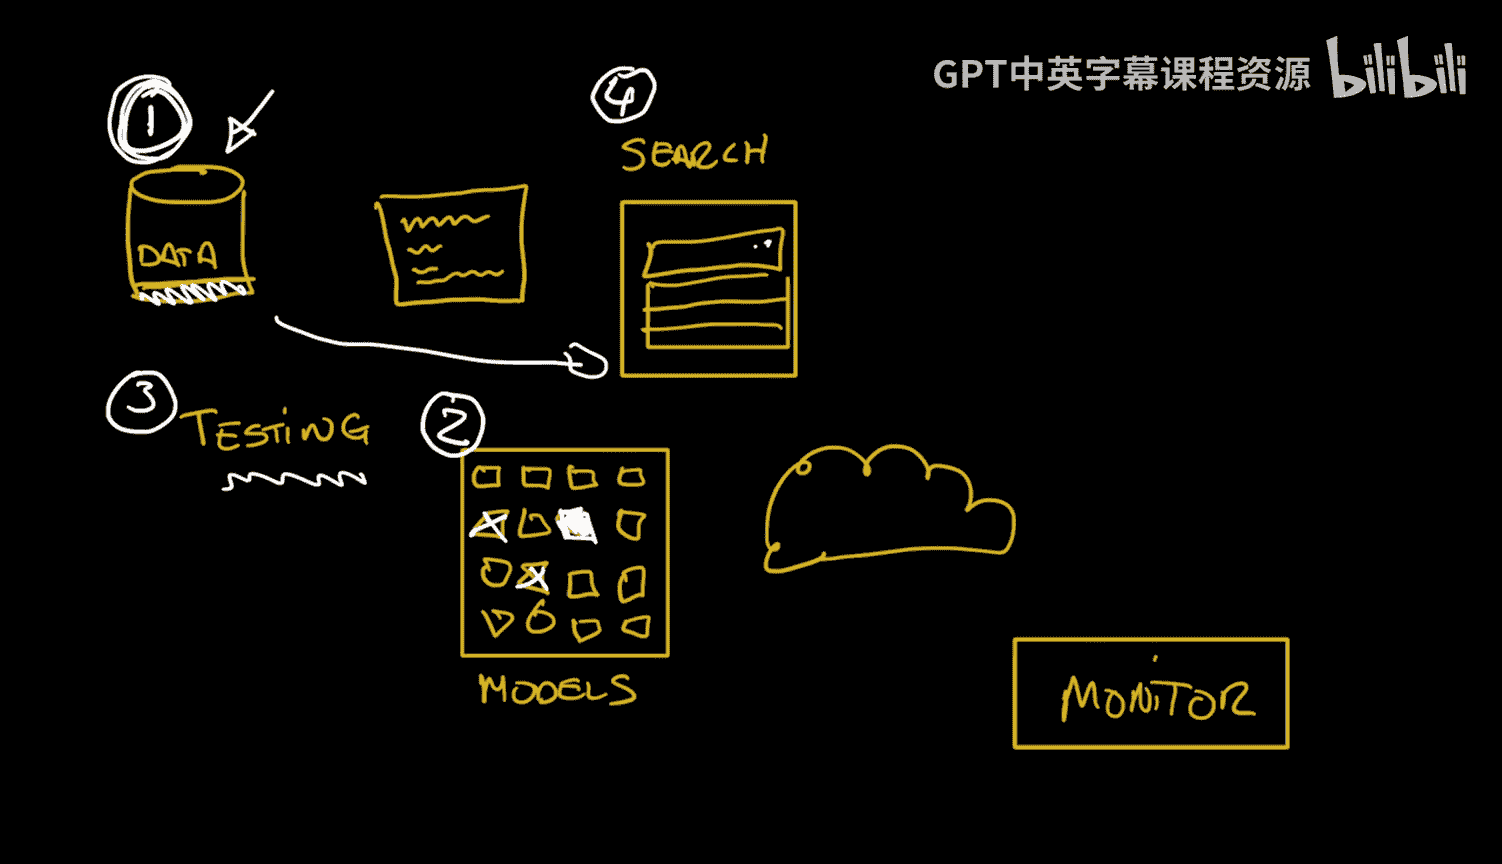 GPT中英字幕课程资源 bilibili
1
4
SEARCH
DATA
3
TESTING
2
MODELS
MONITOR